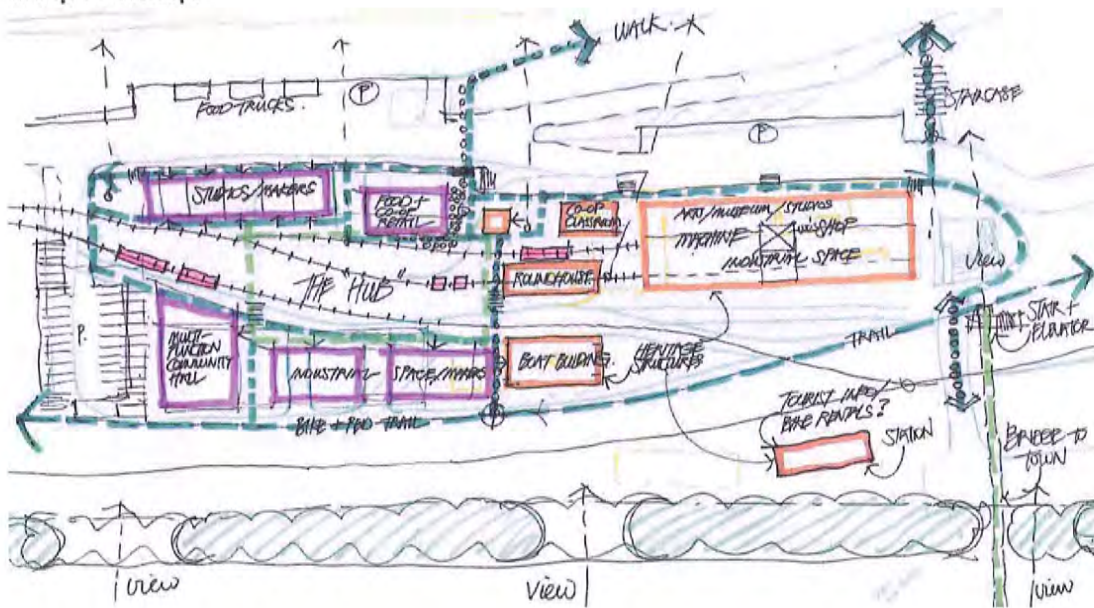 WALK.
FOOD TRUCKS.
P
STAIRCASE
P
STUDIOS/MAKERS
FOOD +
CO-OP
RETAIL
CO-OP
CLASSROOM
ARTS/MUSEUM/STUDIOS
MACHINE SHOP
INDUSTRIAL SPACE
View
"THE HUB"
ROUNDHOUSE.
STAIR +
ELEVATOR
P.
MULTI-
FUNCTION
COMMUNITY
HALL
INDUSTRIAL
SPACE/MAKERS
BOAT BUILDING.
HERITAGE
STRUCTURES
TRAIL
BIKE + PED TRAIL
TOURIST INFO/
BIKE RENTALS?
STATION
BRIDGE TO
TOWN
View
View
View